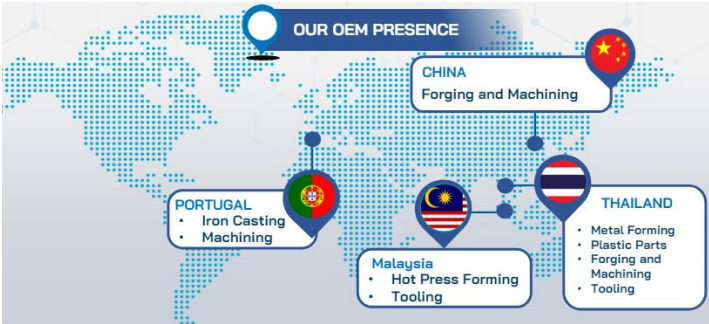 OUR OEM PRESENCE
CHINA
Forging and Machining
PORTUGAL
• Iron Casting
• Machining
Malaysia
• Hot Press Forming
• Tooling
THAILAND
• Metal Forming
• Plastic Parts
• Forging and
Machining
• Tooling